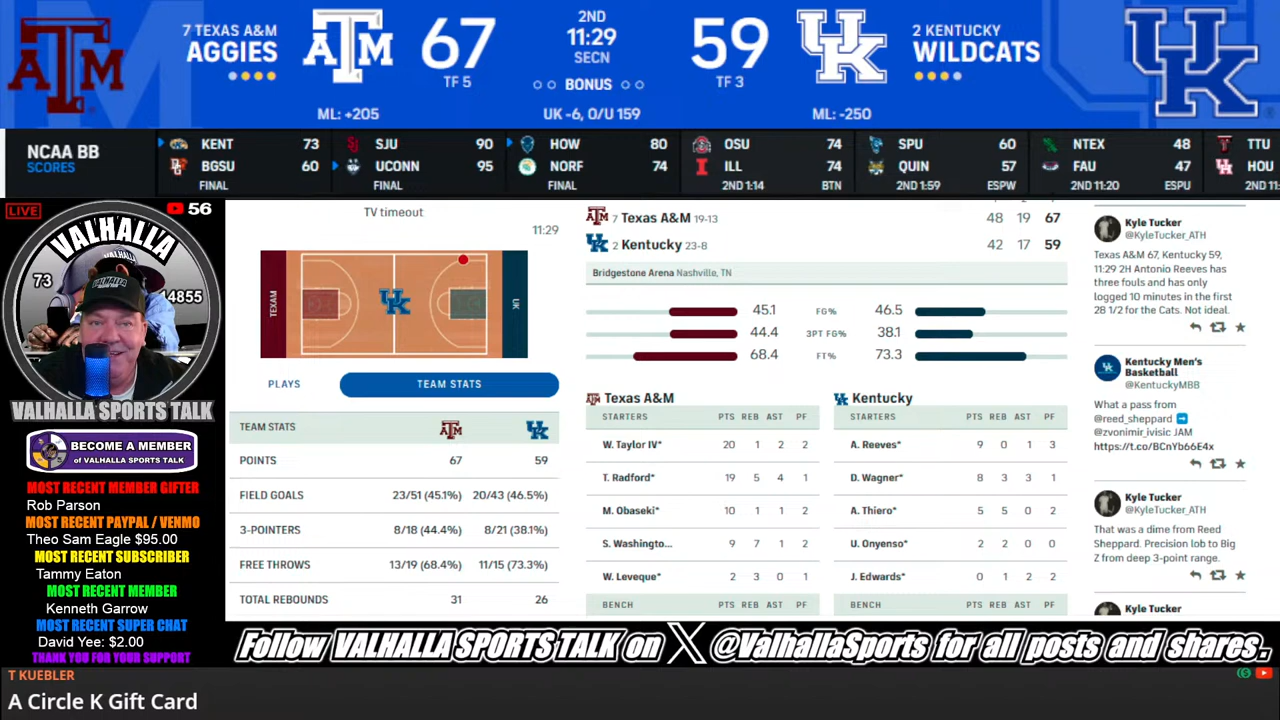 7 TEXAS A&M
AGGIES
67
TF 5
2ND
11:29
SECN
BONUS
59
TF 3
2 KENTUCKY
WILDCATS
ML: +205
UK -6, O/U 159
ML: -250
NCAA BB
SCORES
KENT 73
BGSU 60
FINAL
SJU 90
UCONN 95
FINAL
HOW 80
NORF 74
FINAL
OSU 74
ILL 74
2ND 1:14 BTN
SPU 60
QUIN 57
2ND 1:59 ESPW
NTEX 48
FAU 47
2ND 11:20 ESPU
TTU
HOU
2ND 11:
LIVE
56
VALHALLA
73
14855
VALHALLA SPORTS TALK
BECOME A MEMBER
of VALHALLA SPORTS TALK
MOST RECENT MEMBER GIFTER
Rob Parson
MOST RECENT PAYPAL / VENMO
Theo Sam Eagle $95.00
MOST RECENT SUBSCRIBER
Tammy Eaton
MOST RECENT MEMBER
Kenneth Garrow
MOST RECENT SUPER CHAT
David Yee: $2.00
THANK YOU FOR YOUR SUPPORT
TV timeout
11:29
TEXAM
UK
PLAYS
TEAM STATS
TEAM STATS
POINTS 67 59
FIELD GOALS 23/51 (45.1%) 20/43 (46.5%)
3-POINTERS 8/18 (44.4%) 8/21 (38.1%)
FREE THROWS 13/19 (68.4%) 11/15 (73.3%)
TOTAL REBOUNDS 31 26
7 Texas A&M 19-13 48 19 67
2 Kentucky 23-8 42 17 59
Bridgestone Arena Nashville, TN
45.1 FG% 46.5
44.4 3PT FG% 38.1
68.4 FT% 73.3
Texas A&M
STARTERS PTS REB AST PF
W. Taylor IV* 20 1 2 2
T. Radford* 19 5 4 1
M. Obaseki* 10 1 1 2
S. Washingto... 9 7 1 2
W. Leveque* 2 3 0 1
BENCH PTS REB AST PF
Kentucky
STARTERS PTS REB AST PF
A. Reeves* 9 0 1 3
D. Wagner* 8 3 3 1
A. Thiero* 5 5 0 2
U. Onyenso* 2 2 0 0
J. Edwards* 0 1 2 2
BENCH PTS REB AST PF
Kyle Tucker
@KyleTucker_ATH
Texas A&M 67, Kentucky 59,
11:29 2H Antonio Reeves has
three fouls and has only
logged 10 minutes in the first
28 1/2 for the Cats. Not ideal.
Kentucky Men's
Basketball
@KentuckyMBB
What a pass from
@reed_sheppard ➡️
@zvonimir_ivisic JAM
https://t.co/BCnYb66E4x
Kyle Tucker
@KyleTucker_ATH
That was a dime from Reed
Sheppard. Precision lob to Big
Z from deep 3-point range.
Kyle Tucker
Follow VALHALLA SPORTS TALK on X @ValhallaSports for all posts and shares.
T KUEBLER
A Circle K Gift Card